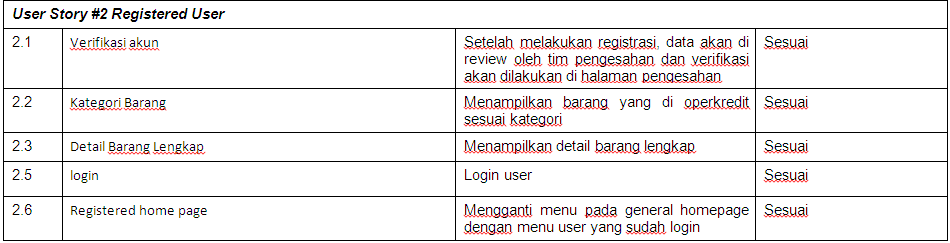 User Story #2 Registered User
2.1 Verifikasi akun Setelah melakukan registrasi, data akan di Sesuai
review oleh tim pengesahan dan verifikasi
akan dilakukan di halaman pengesahan
2.2 Kategori Barang Menampilkan barang yang di operkredit Sesuai
sesuai kategori
2.3 Detail Barang Lengkap Menampilkan detail barang lengkap Sesuai
2.5 login Login user Sesuai
2.6 Registered home page Mengganti menu pada general homepage Sesuai
dengan menu user yang sudah login